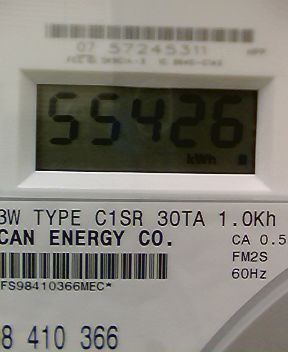 07 57245311
55426
kWh
3W TYPE C1SR 30TA 1.0Kh
CAN ENERGY CO.
CA 0.5
FM2S
60Hz
FS98410366MEC*
8 410 366